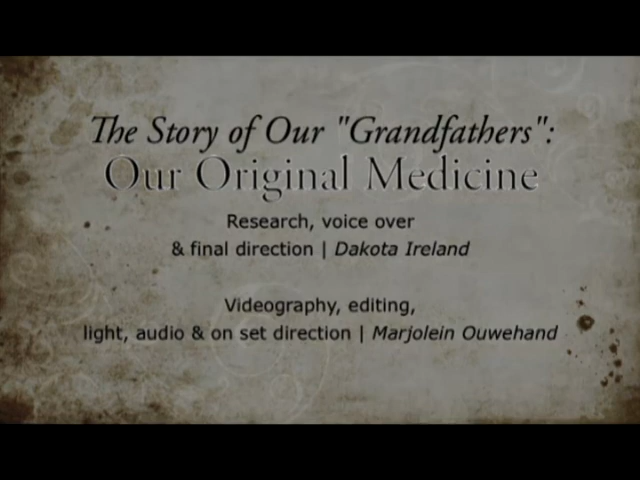 The Story of Our "Grandfathers":
Our Original Medicine
Research, voice over
& final direction | Dakota Ireland
Videography, editing,
light, audio & on set direction | Marjolein Ouwehand